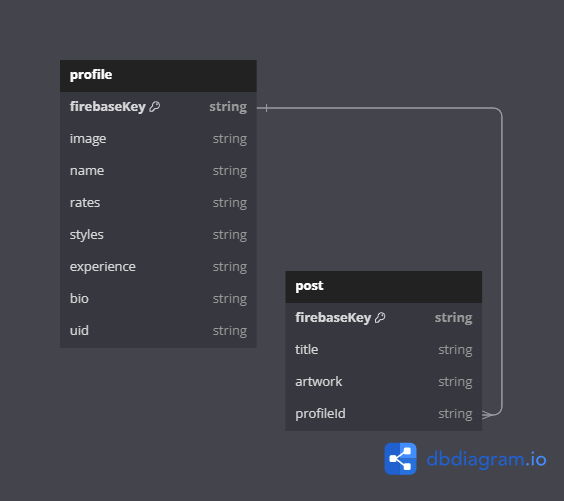 profile
firebaseKey string
image string
name string
rates string
styles string
experience string
bio string
uid string
post
firebaseKey string
title string
artwork string
profileId string
dbdiagram.io